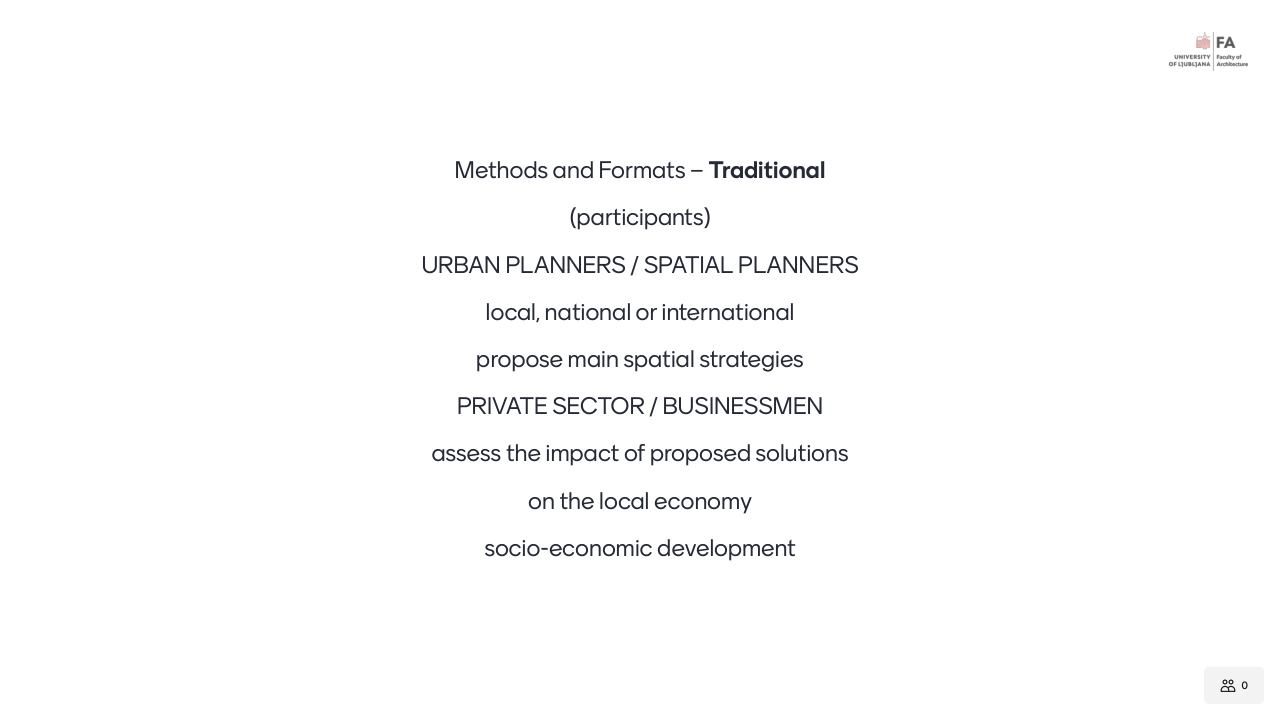 FA
UNIVERSITY
OF LJUBLJANA
Faculty of
Architecture
Methods and Formats – Traditional
(participants)
URBAN PLANNERS / SPATIAL PLANNERS
local, national or international
propose main spatial strategies
PRIVATE SECTOR / BUSINESSMEN
assess the impact of proposed solutions
on the local economy
socio-economic development
0